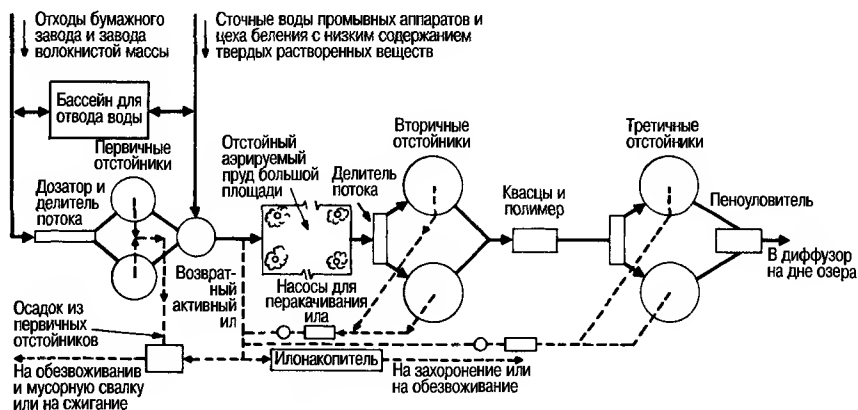 Отходы бумажного
завода и завода
волокнистой массы
Сточные воды промывных аппаратов и
цеха беления с низким содержанием
твердых растворенных веществ
Бассейн для
отвода воды
Первичные
отстойники
Дозатор и
делитель
потока
Отстойный
аэрируемый
пруд большой
площади
Делитель
потока
Вторичные
отстойники
Квасцы и
полимер
Третичные
отстойники
Пеноуловитель
В диффузор
на дне озера
Возврат-
ный
активный
ил
Насосы для
перакачивания
ила
Осадок из
первичных
отстойников
На обезвоживанив
и мусорную свалку
или на сжигание
Илонакопитель
На захоронение или
на обезвоживание